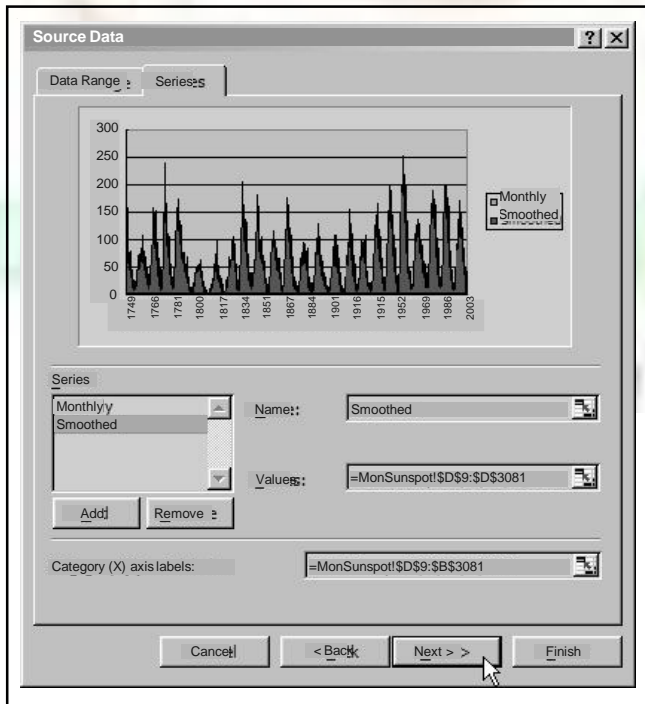 Source Data
Data Range Series
300
250
200
150
100
50
0
1749 1766 1781 1800 1817 1834 1851 1867 1884 1901 1916 1915 1952 1969 1986 2003
Monthly
Smoothed
Series
Monthly
Smoothed
Name:
Smoothed
Values:
=MonSunspot!$D$9:$D$3081
Add
Remove
Category (X) axis labels:
=MonSunspot!$D$9:$B$3081
Cancel
< Back
Next >
Finish